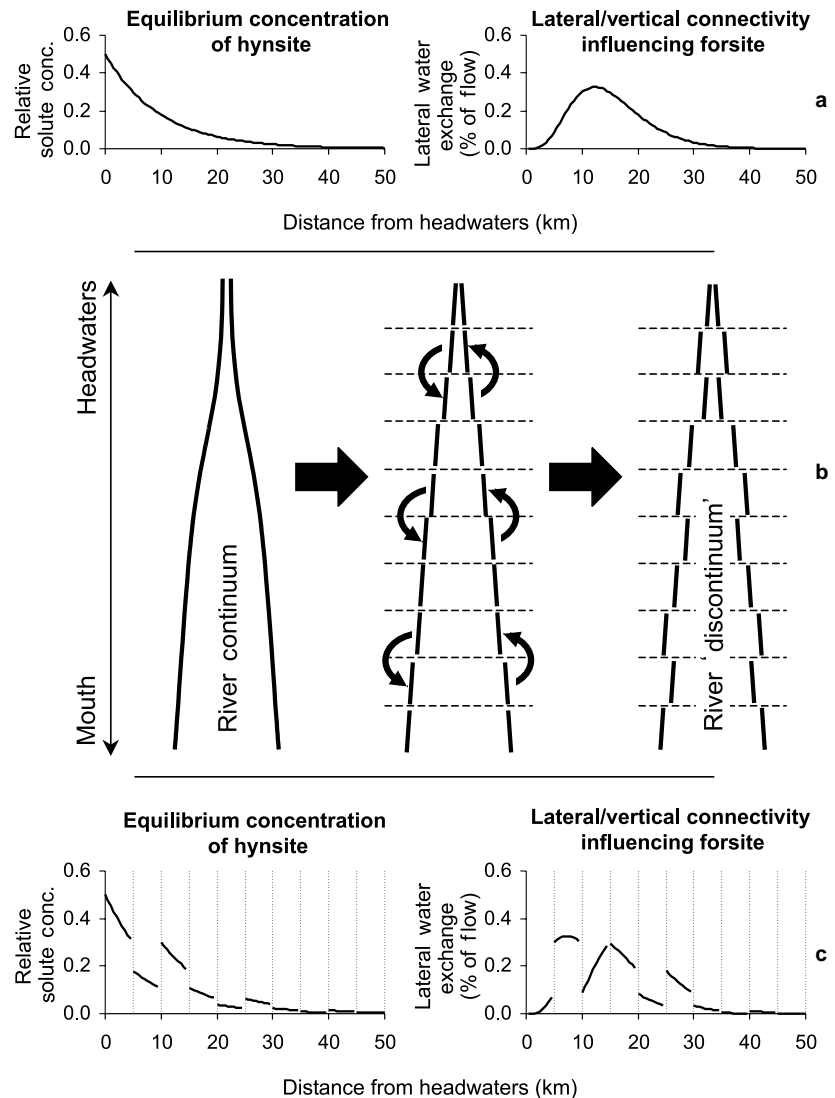 Equilibrium concentration
of hynsite
Relative
solute conc.
0.6
0.4
0.2
0.0
0 10 20 30 40 50
Lateral/vertical connectivity
influencing forsite
Lateral water
exchange
(% of flow)
0.6
0.4
0.2
0.0
0 10 20 30 40 50
a
Distance from headwaters (km)
Headwaters
Mouth
River continuum
River ‘discontinuum’
b
Equilibrium concentration
of hynsite
Relative
solute conc.
0.6
0.4
0.2
0.0
0 10 20 30 40 50
Lateral/vertical connectivity
influencing forsite
Lateral water
exchange
(% of flow)
0.6
0.4
0.2
0.0
0 10 20 30 40 50
c
Distance from headwaters (km)